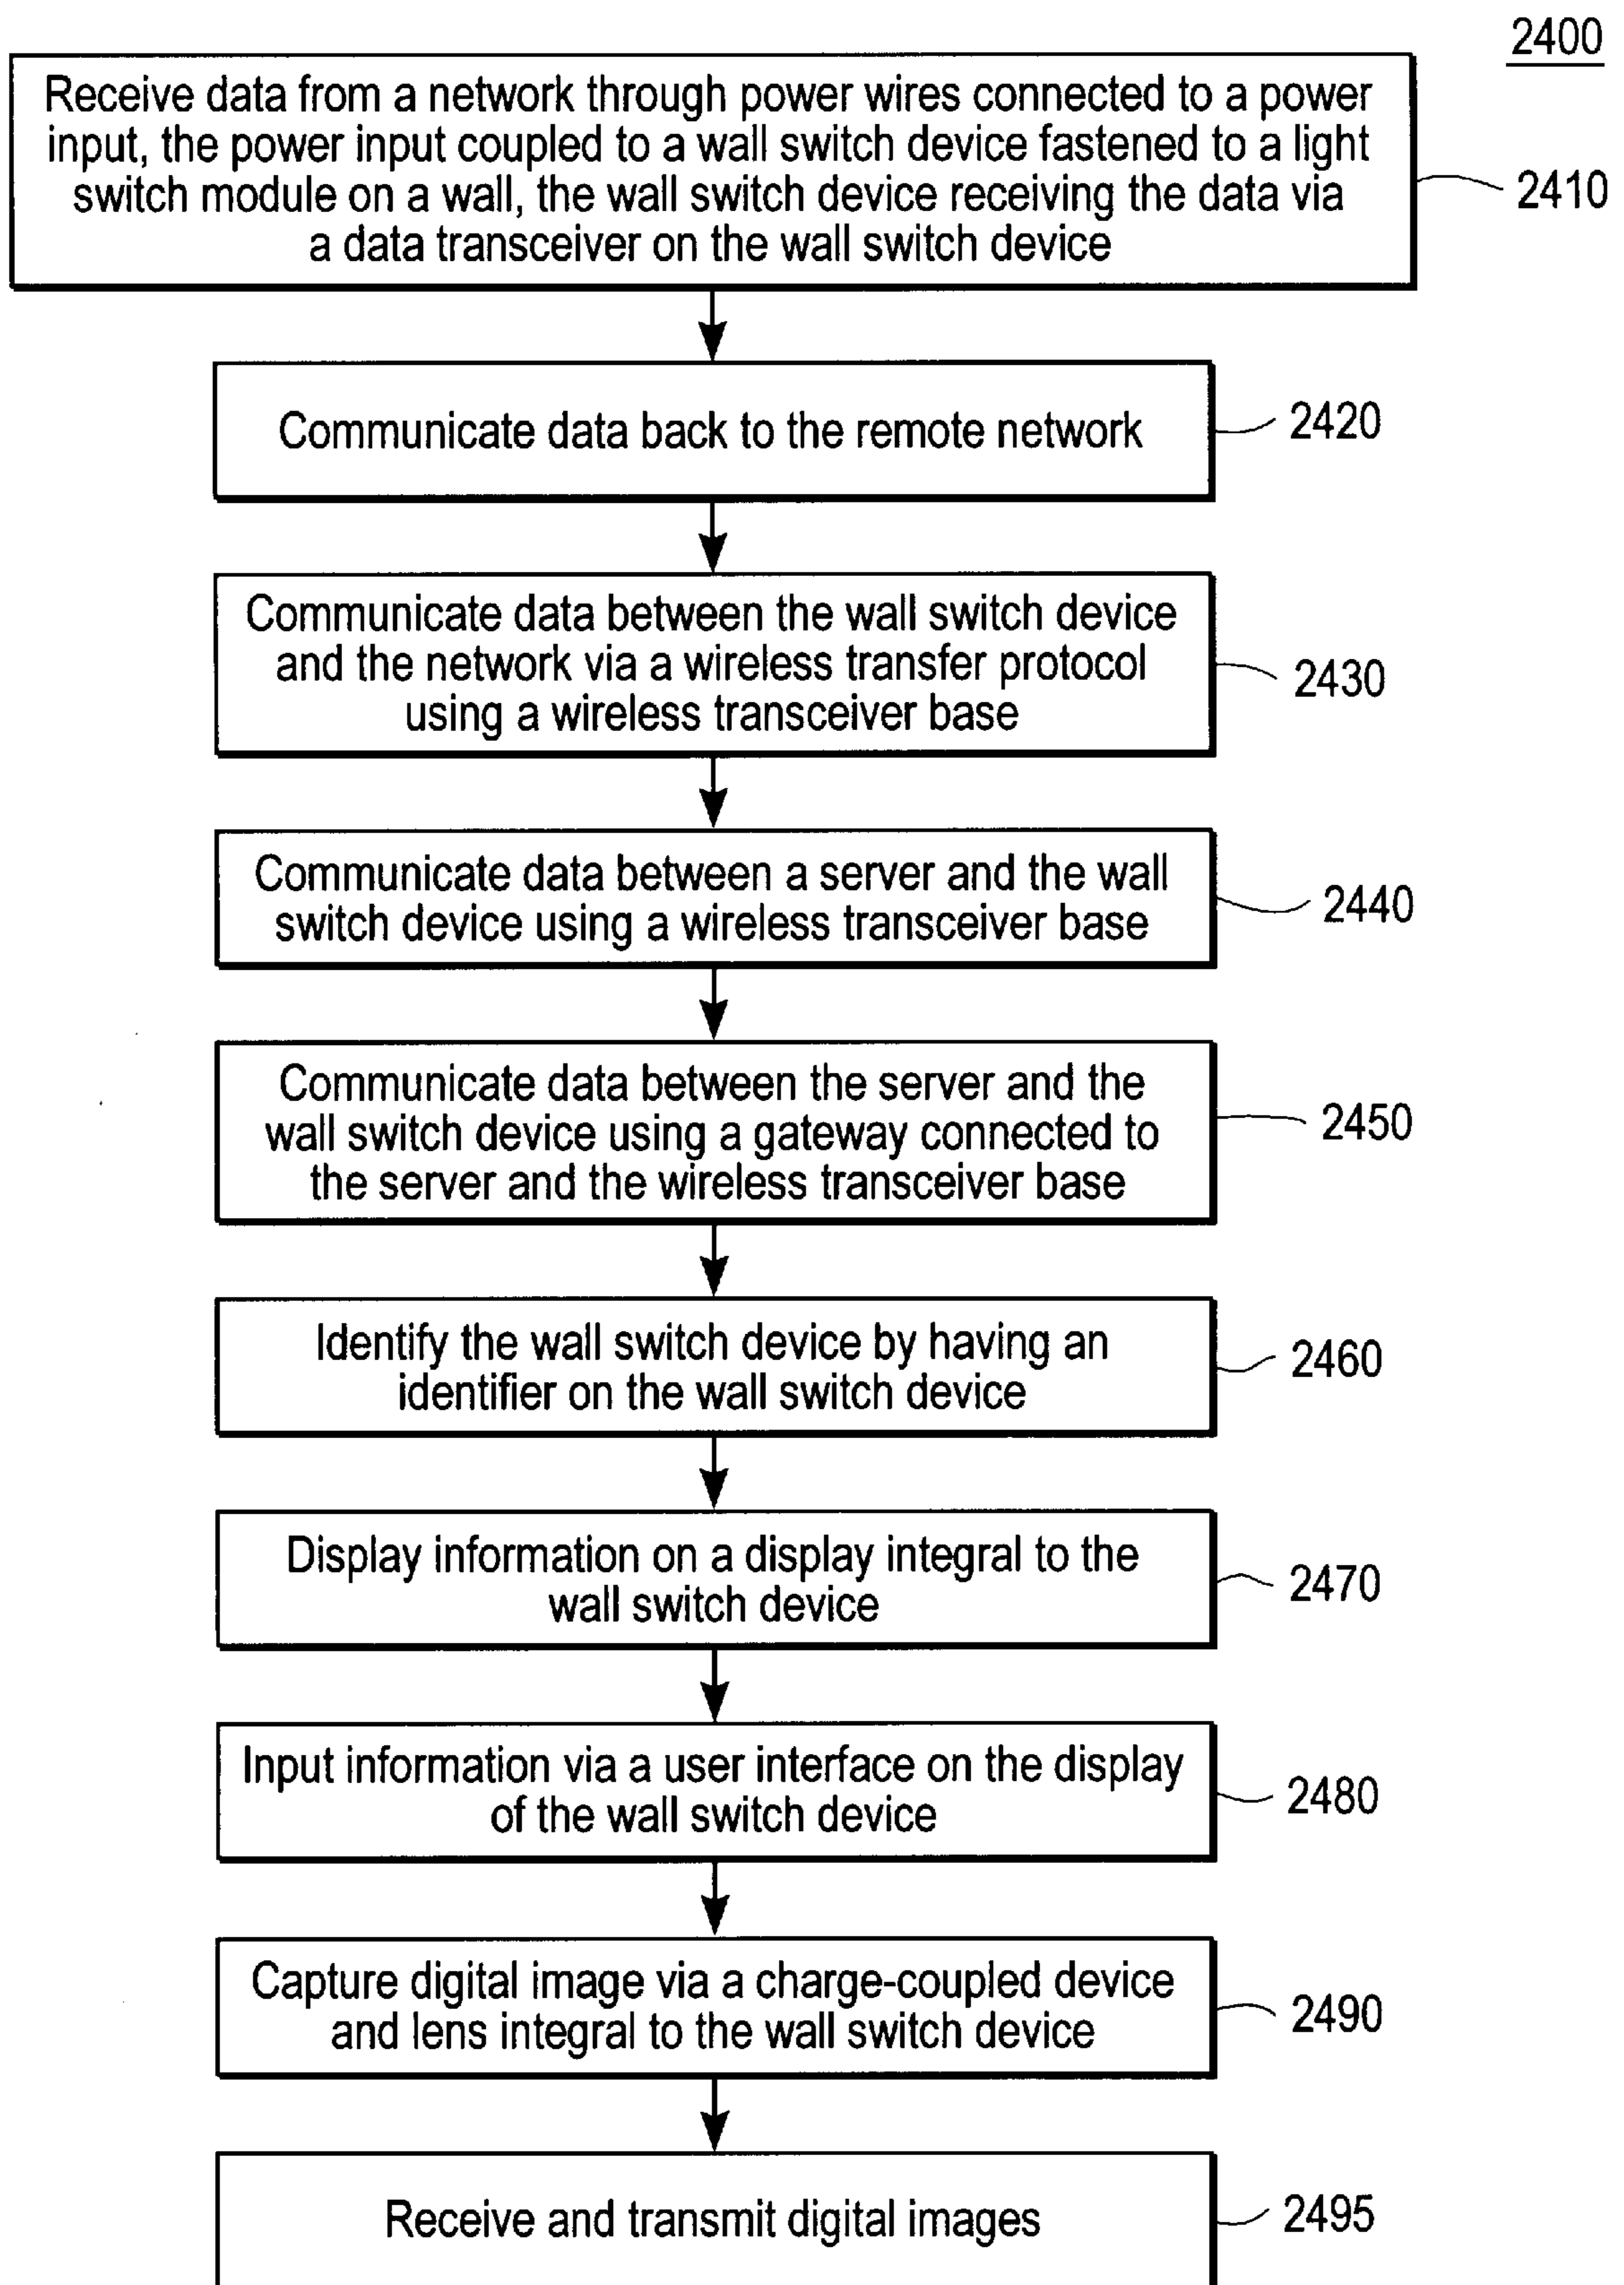 2400
Receive data from a network through power wires connected to a power
input, the power input coupled to a wall switch device fastened to a light
switch module on a wall, the wall switch device receiving the data via
a data transceiver on the wall switch device
2410
Communicate data back to the remote network
2420
Communicate data between the wall switch device
and the network via a wireless transfer protocol
using a wireless transceiver base
2430
Communicate data between a server and the wall
switch device using a wireless transceiver base
2440
Communicate data between the server and the
wall switch device using a gateway connected to
the server and the wireless transceiver base
2450
Identify the wall switch device by having an
identifier on the wall switch device
2460
Display information on a display integral to the
wall switch device
2470
Input information via a user interface on the display
of the wall switch device
2480
Capture digital image via a charge-coupled device
and lens integral to the wall switch device
2490
Receive and transmit digital images
2495